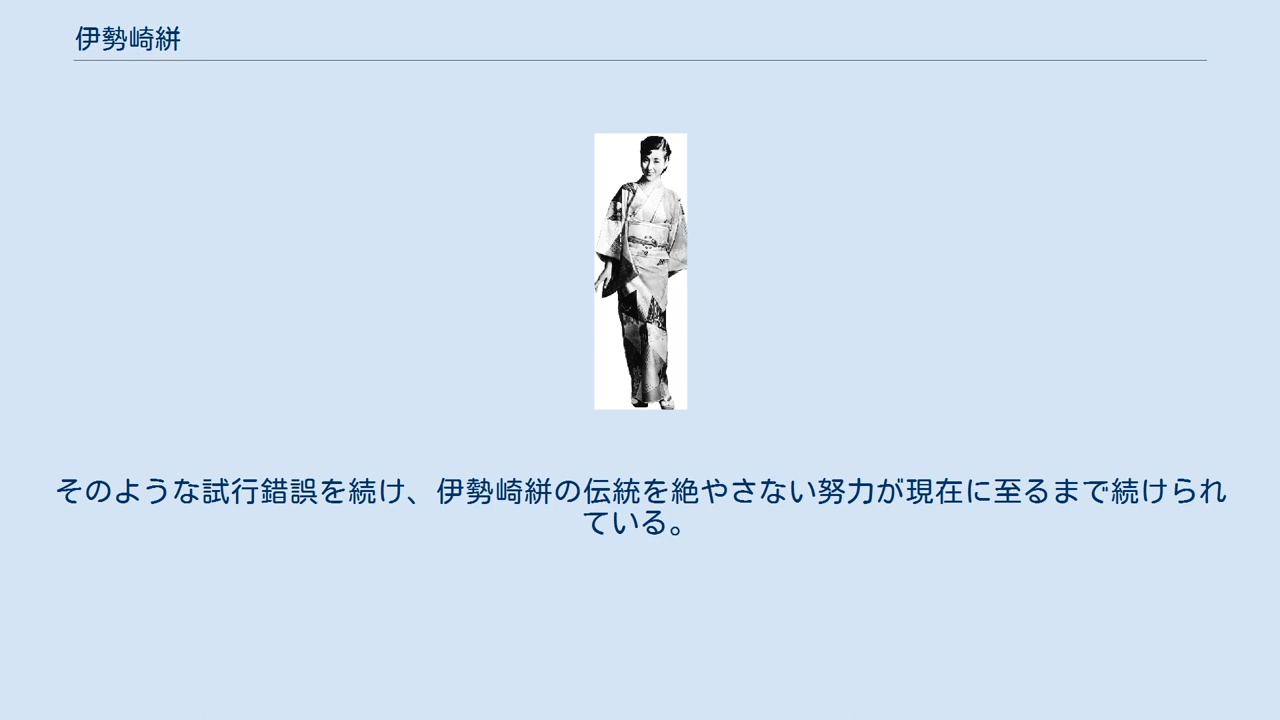 伊勢崎絣
そのような試行錯誤を続け、伊勢崎絣の伝統を絶やさない努力が現在に至るまで続けられ
ている。